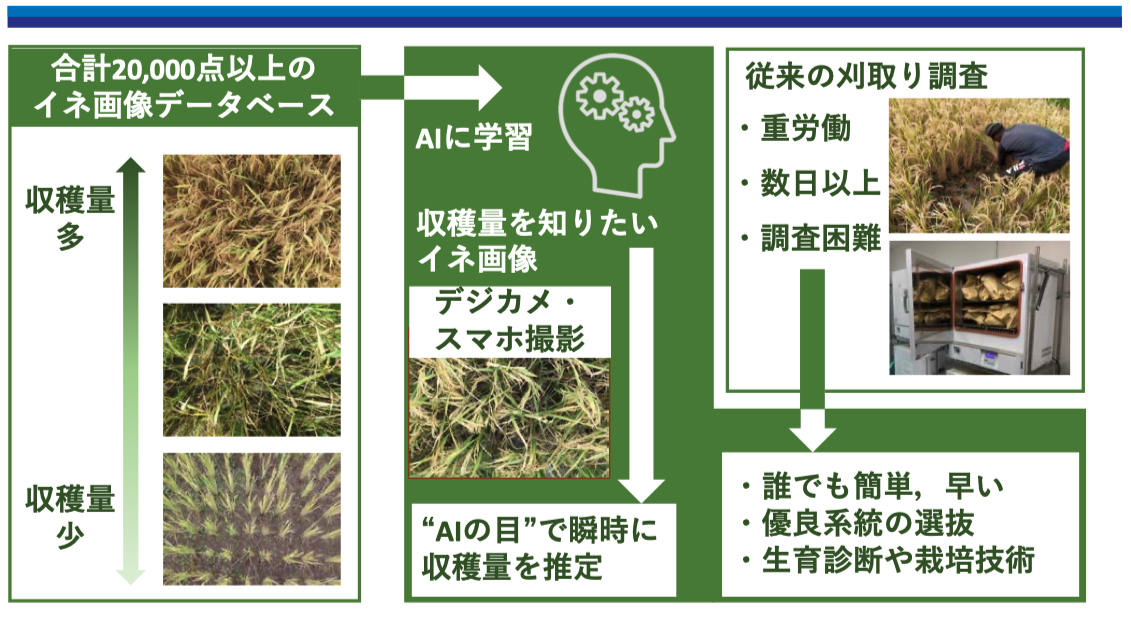 合計20,000点以上の
イネ画像データベース
収穫量
多
収穫量
少
AIに学習
収穫量を知りたい
イネ画像
デジカメ・
スマホ撮影
“AIの目”で瞬時に
収穫量を推定
従来の刈取り調査
・重労働
・数日以上
・調査困難
・誰でも簡単，早い
・優良系統の選抜
・生育診断や栽培技術